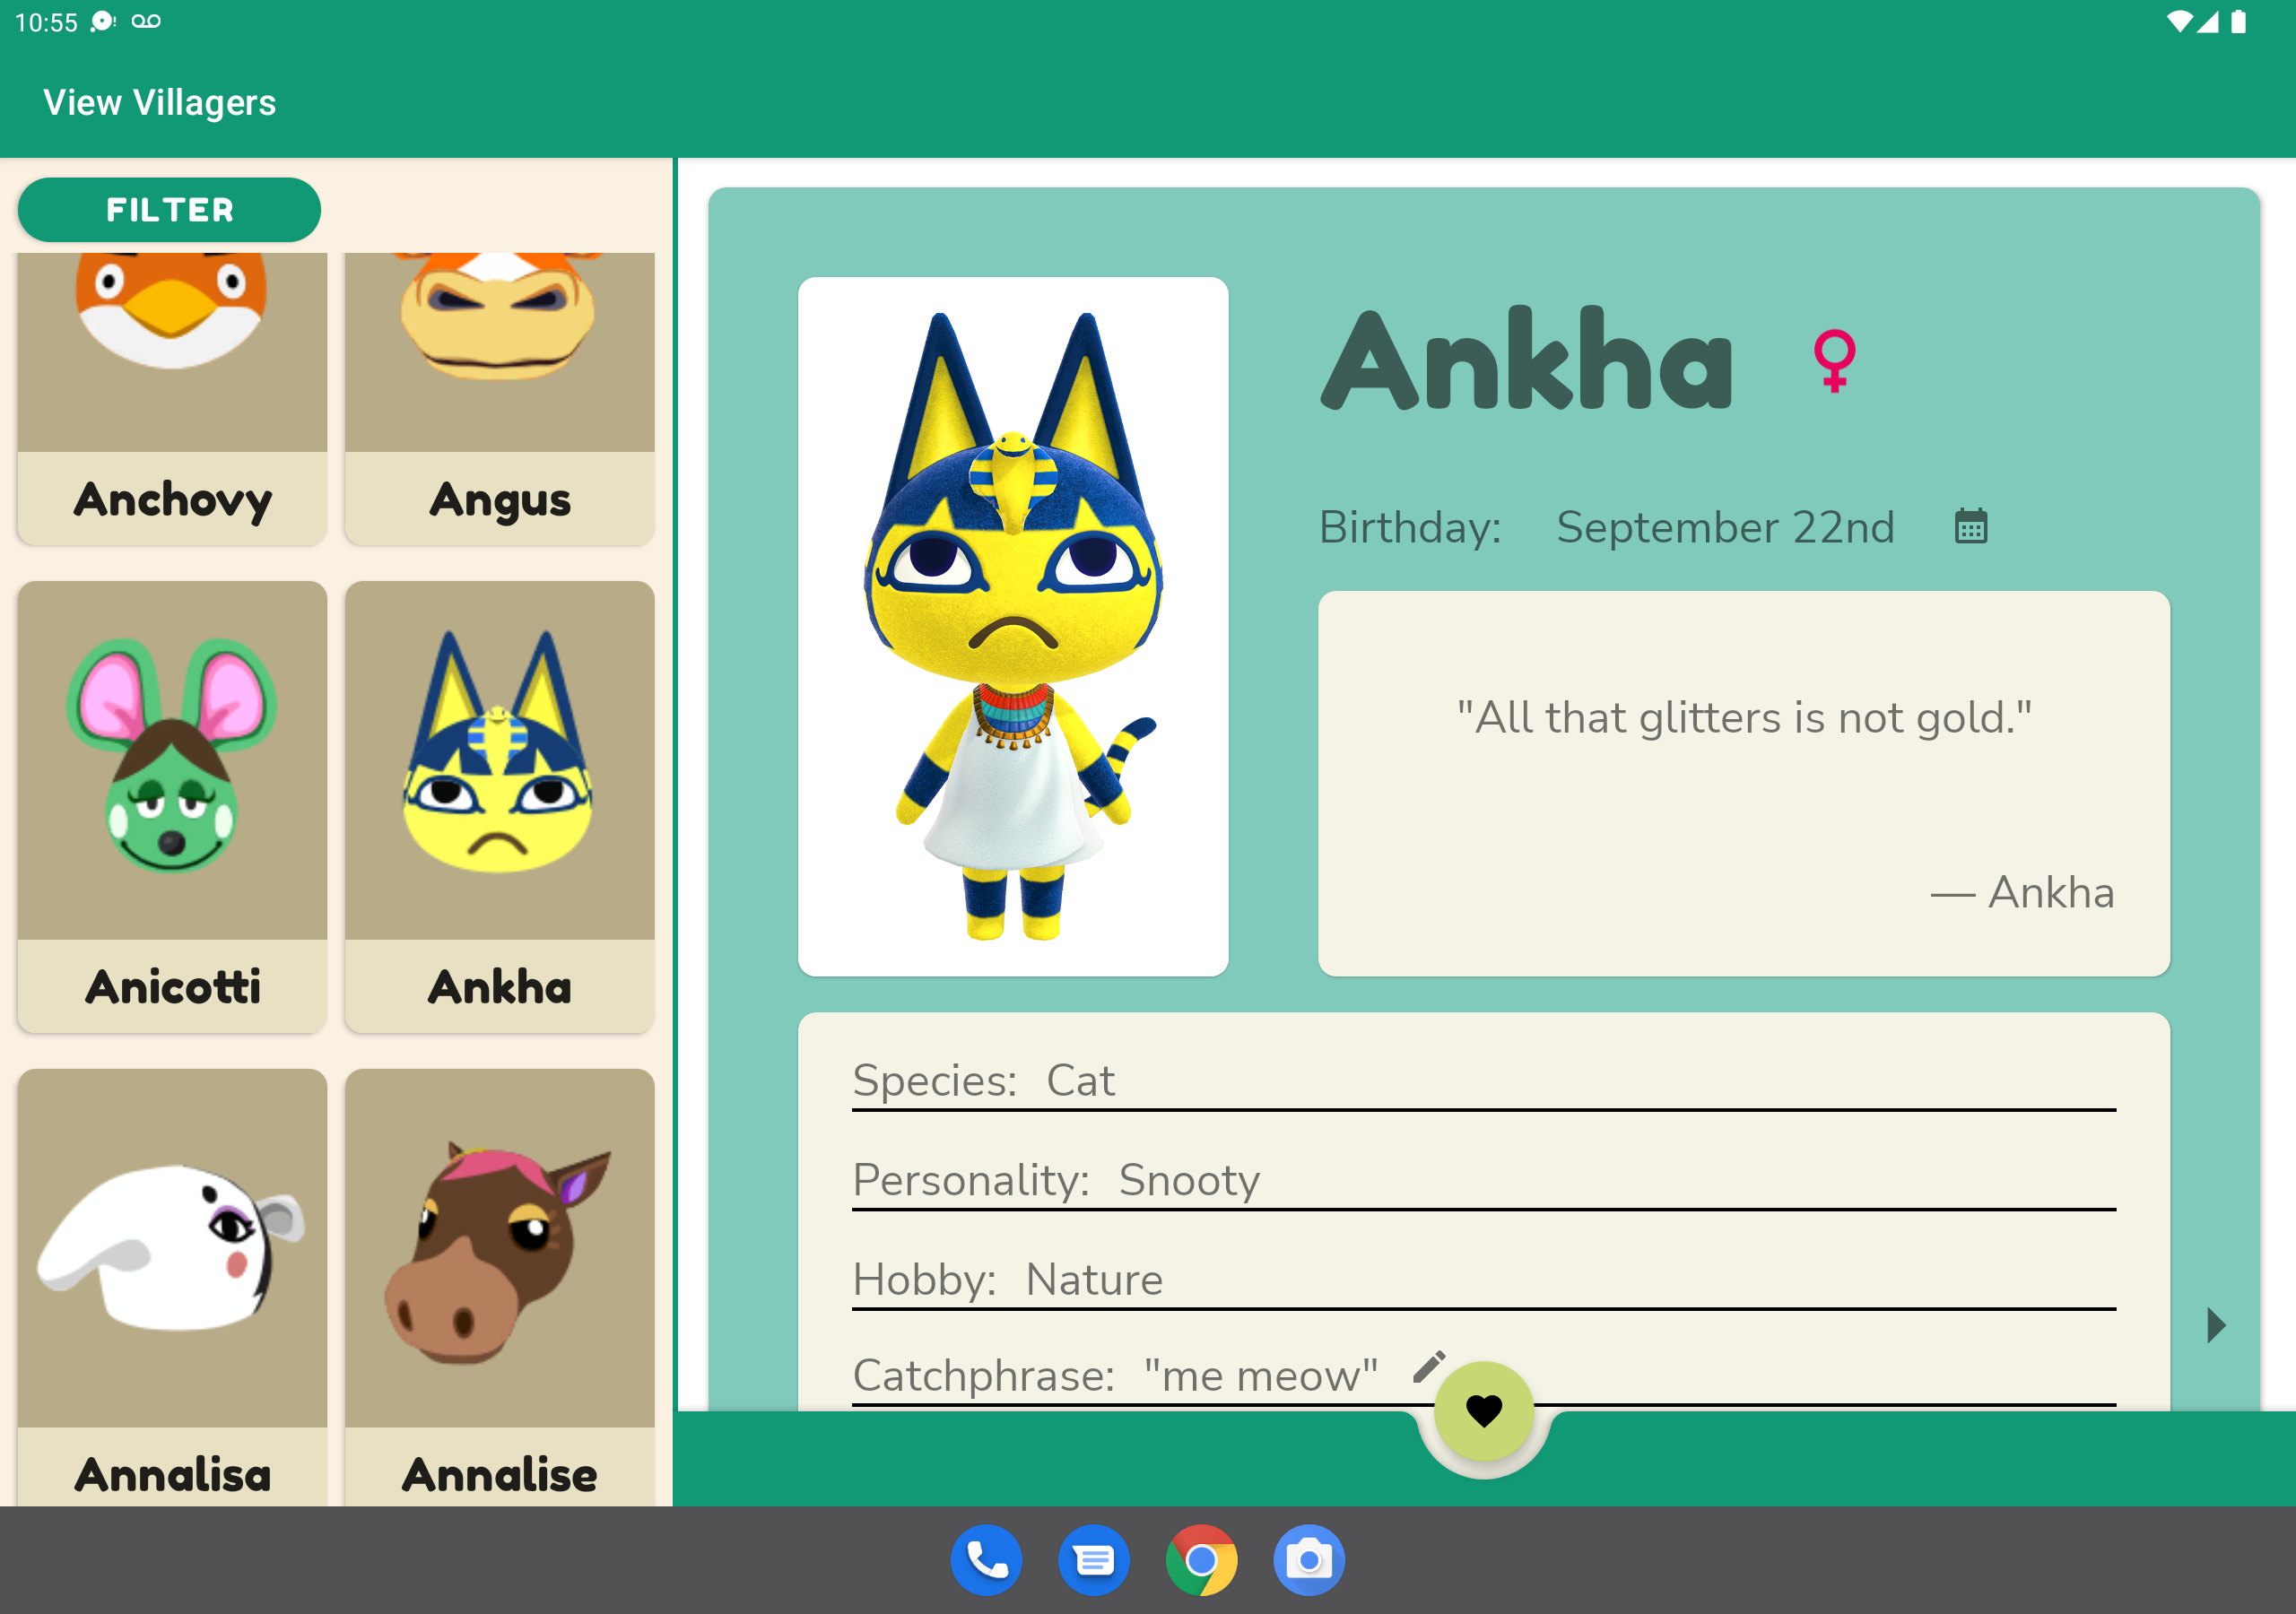 10:55
View Villagers
FILTER
Anchovy
Angus
Anicotti
Ankha
Annalisa
Annalise
Ankha
Birthday: September 22nd
"All that glitters is not gold."
— Ankha
Species: Cat
Personality: Snooty
Hobby: Nature
Catchphrase: "me meow"